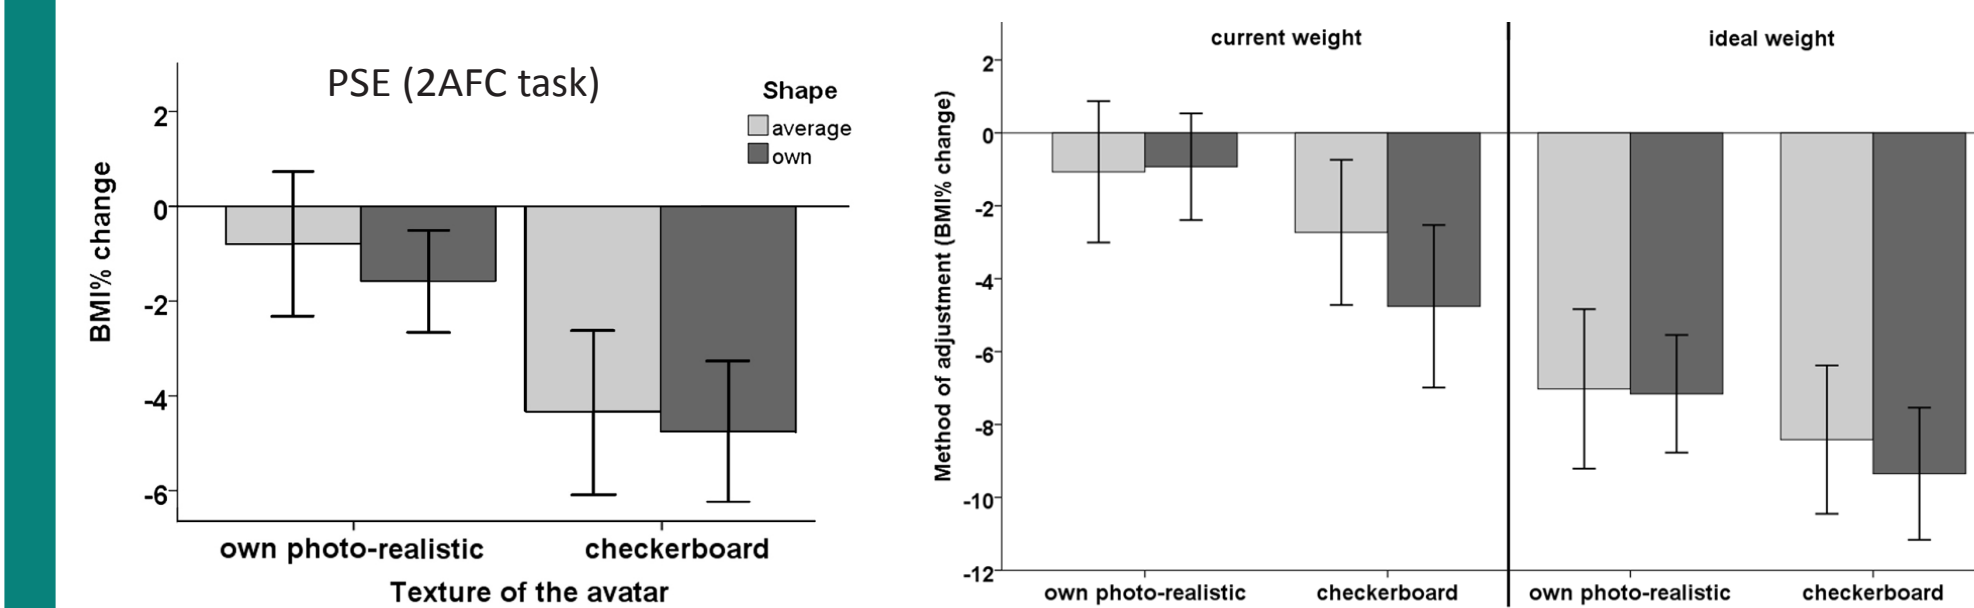 PSE (2AFC task)
Shape
average
own
BMI% change
2
0
-2
-4
-6
own photo-realistic
checkerboard
Texture of the avatar
current weight
ideal weight
Method of adjustment (BMI% change)
2
0
-2
-4
-6
-8
-10
-12
own photo-realistic
checkerboard
own photo-realistic
checkerboard